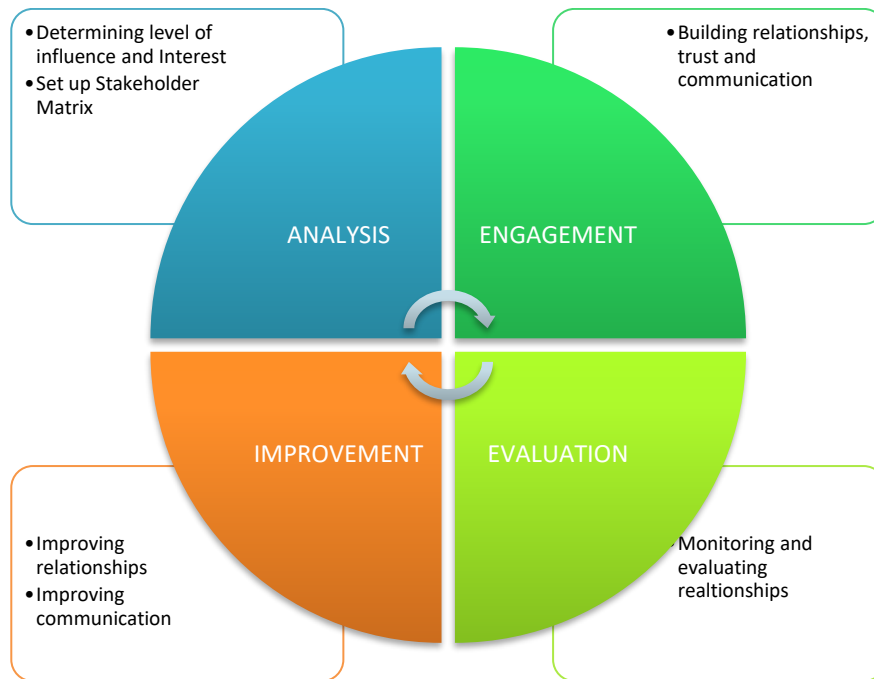 •Determining level of
influence and Interest
•Set up Stakeholder
Matrix
•Building relationships,
trust and
communication
ANALYSIS
ENGAGEMENT
IMPROVEMENT
EVALUATION
•Improving
relationships
•Improving
communication
•Monitoring and
evaluating
realtionships